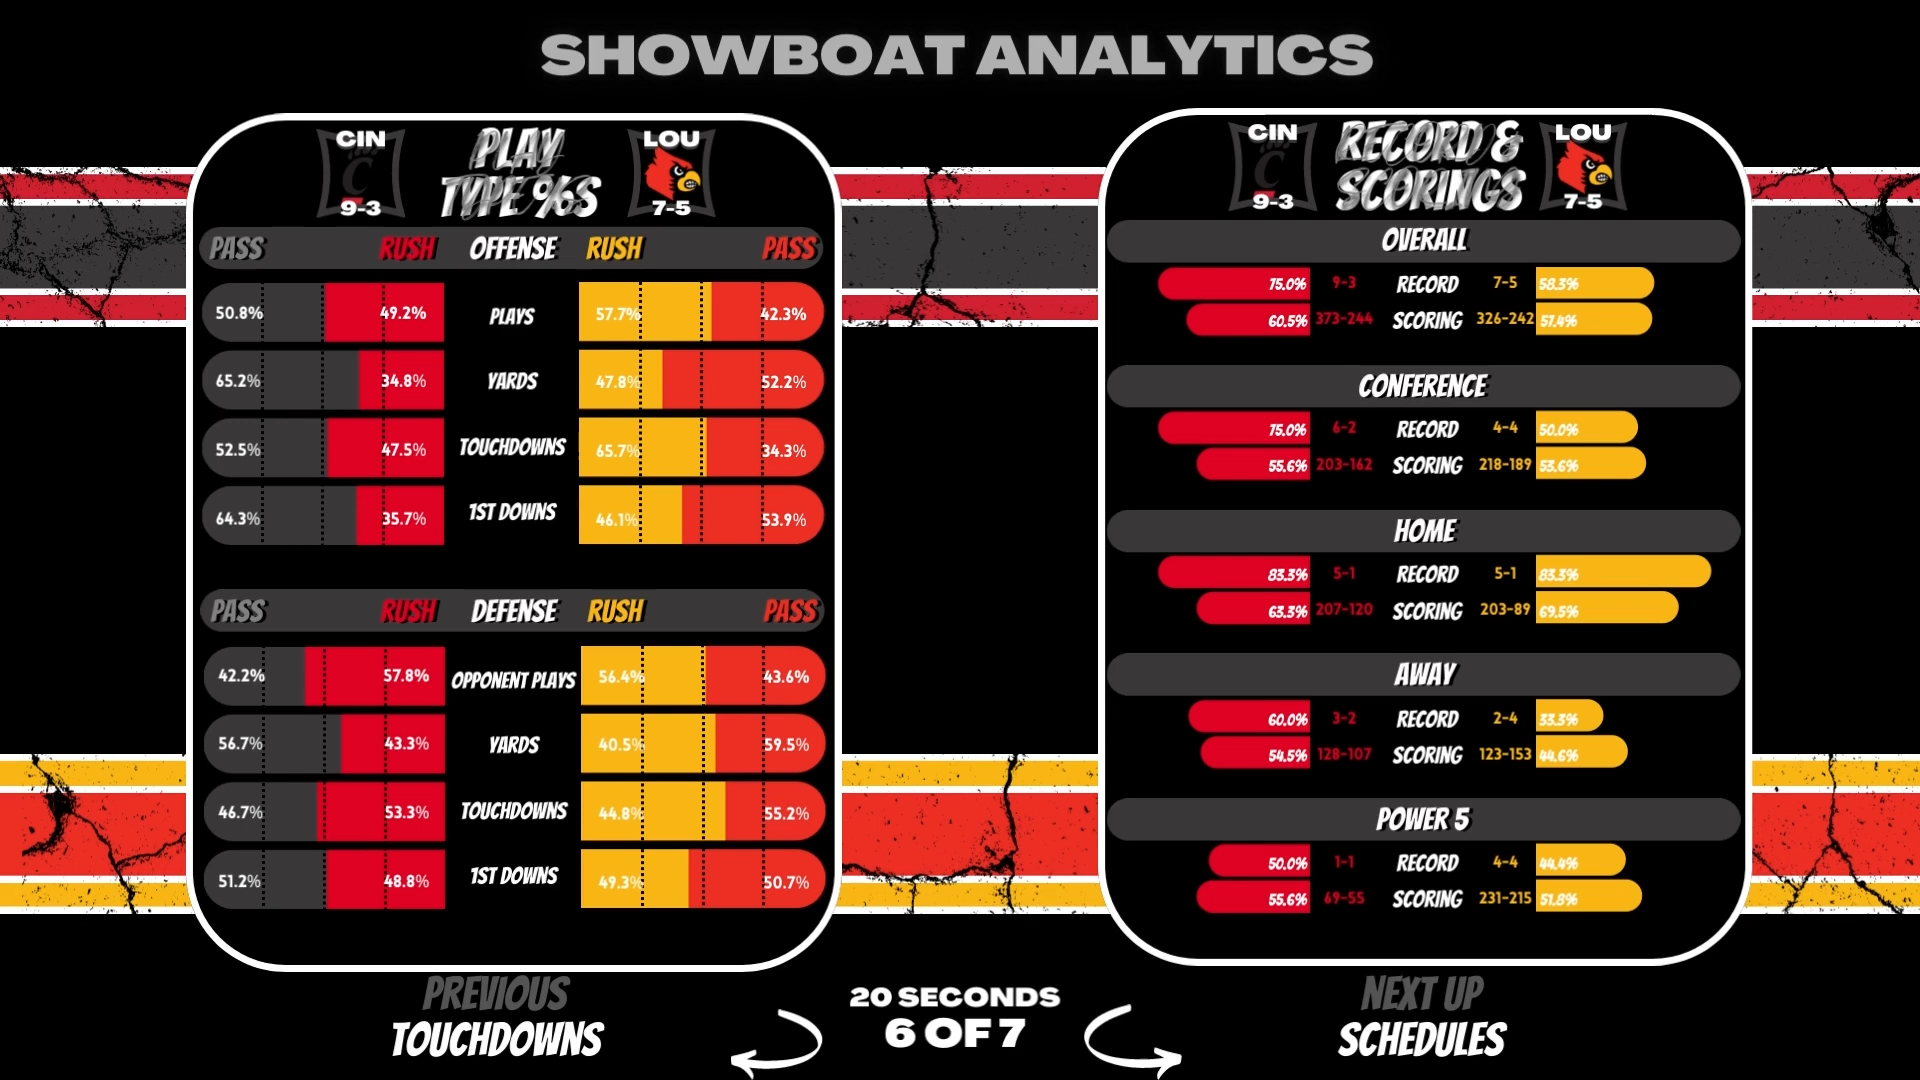 SHOWBOAT ANALYTICS
CIN
9-3
PLAY
TYPE %S
LOU
7-5
PASS RUSH OFFENSE RUSH PASS
50.8% 49.2% PLAYS 57.7% 42.3%
65.2% 34.8% YARDS 47.8% 52.2%
52.5% 47.5% TOUCHDOWNS 65.7% 34.3%
64.3% 35.7% 1ST DOWNS 46.1% 53.9%
PASS RUSH DEFENSE RUSH PASS
42.2% 57.8% OPPONENT PLAYS 56.4% 43.6%
56.7% 43.3% YARDS 40.5% 59.5%
46.7% 53.3% TOUCHDOWNS 44.8% 55.2%
51.2% 48.8% 1ST DOWNS 49.3% 50.7%
CIN
9-3
RECORD &
SCORINGS
LOU
7-5
OVERALL
75.0% 9-3 RECORD 7-5 58.3%
60.5% 373-244 SCORING 326-242 57.4%
CONFERENCE
75.0% 6-2 RECORD 4-4 50.0%
55.6% 203-162 SCORING 218-189 53.6%
HOME
83.3% 5-1 RECORD 5-1 83.3%
63.3% 207-120 SCORING 203-89 69.5%
AWAY
60.0% 3-2 RECORD 2-4 33.3%
54.5% 128-107 SCORING 123-153 44.6%
POWER 5
50.0% 1-1 RECORD 4-4 44.4%
55.6% 69-55 SCORING 231-215 51.8%
PREVIOUS
TOUCHDOWNS
20 SECONDS
6 OF 7
NEXT UP
SCHEDULES